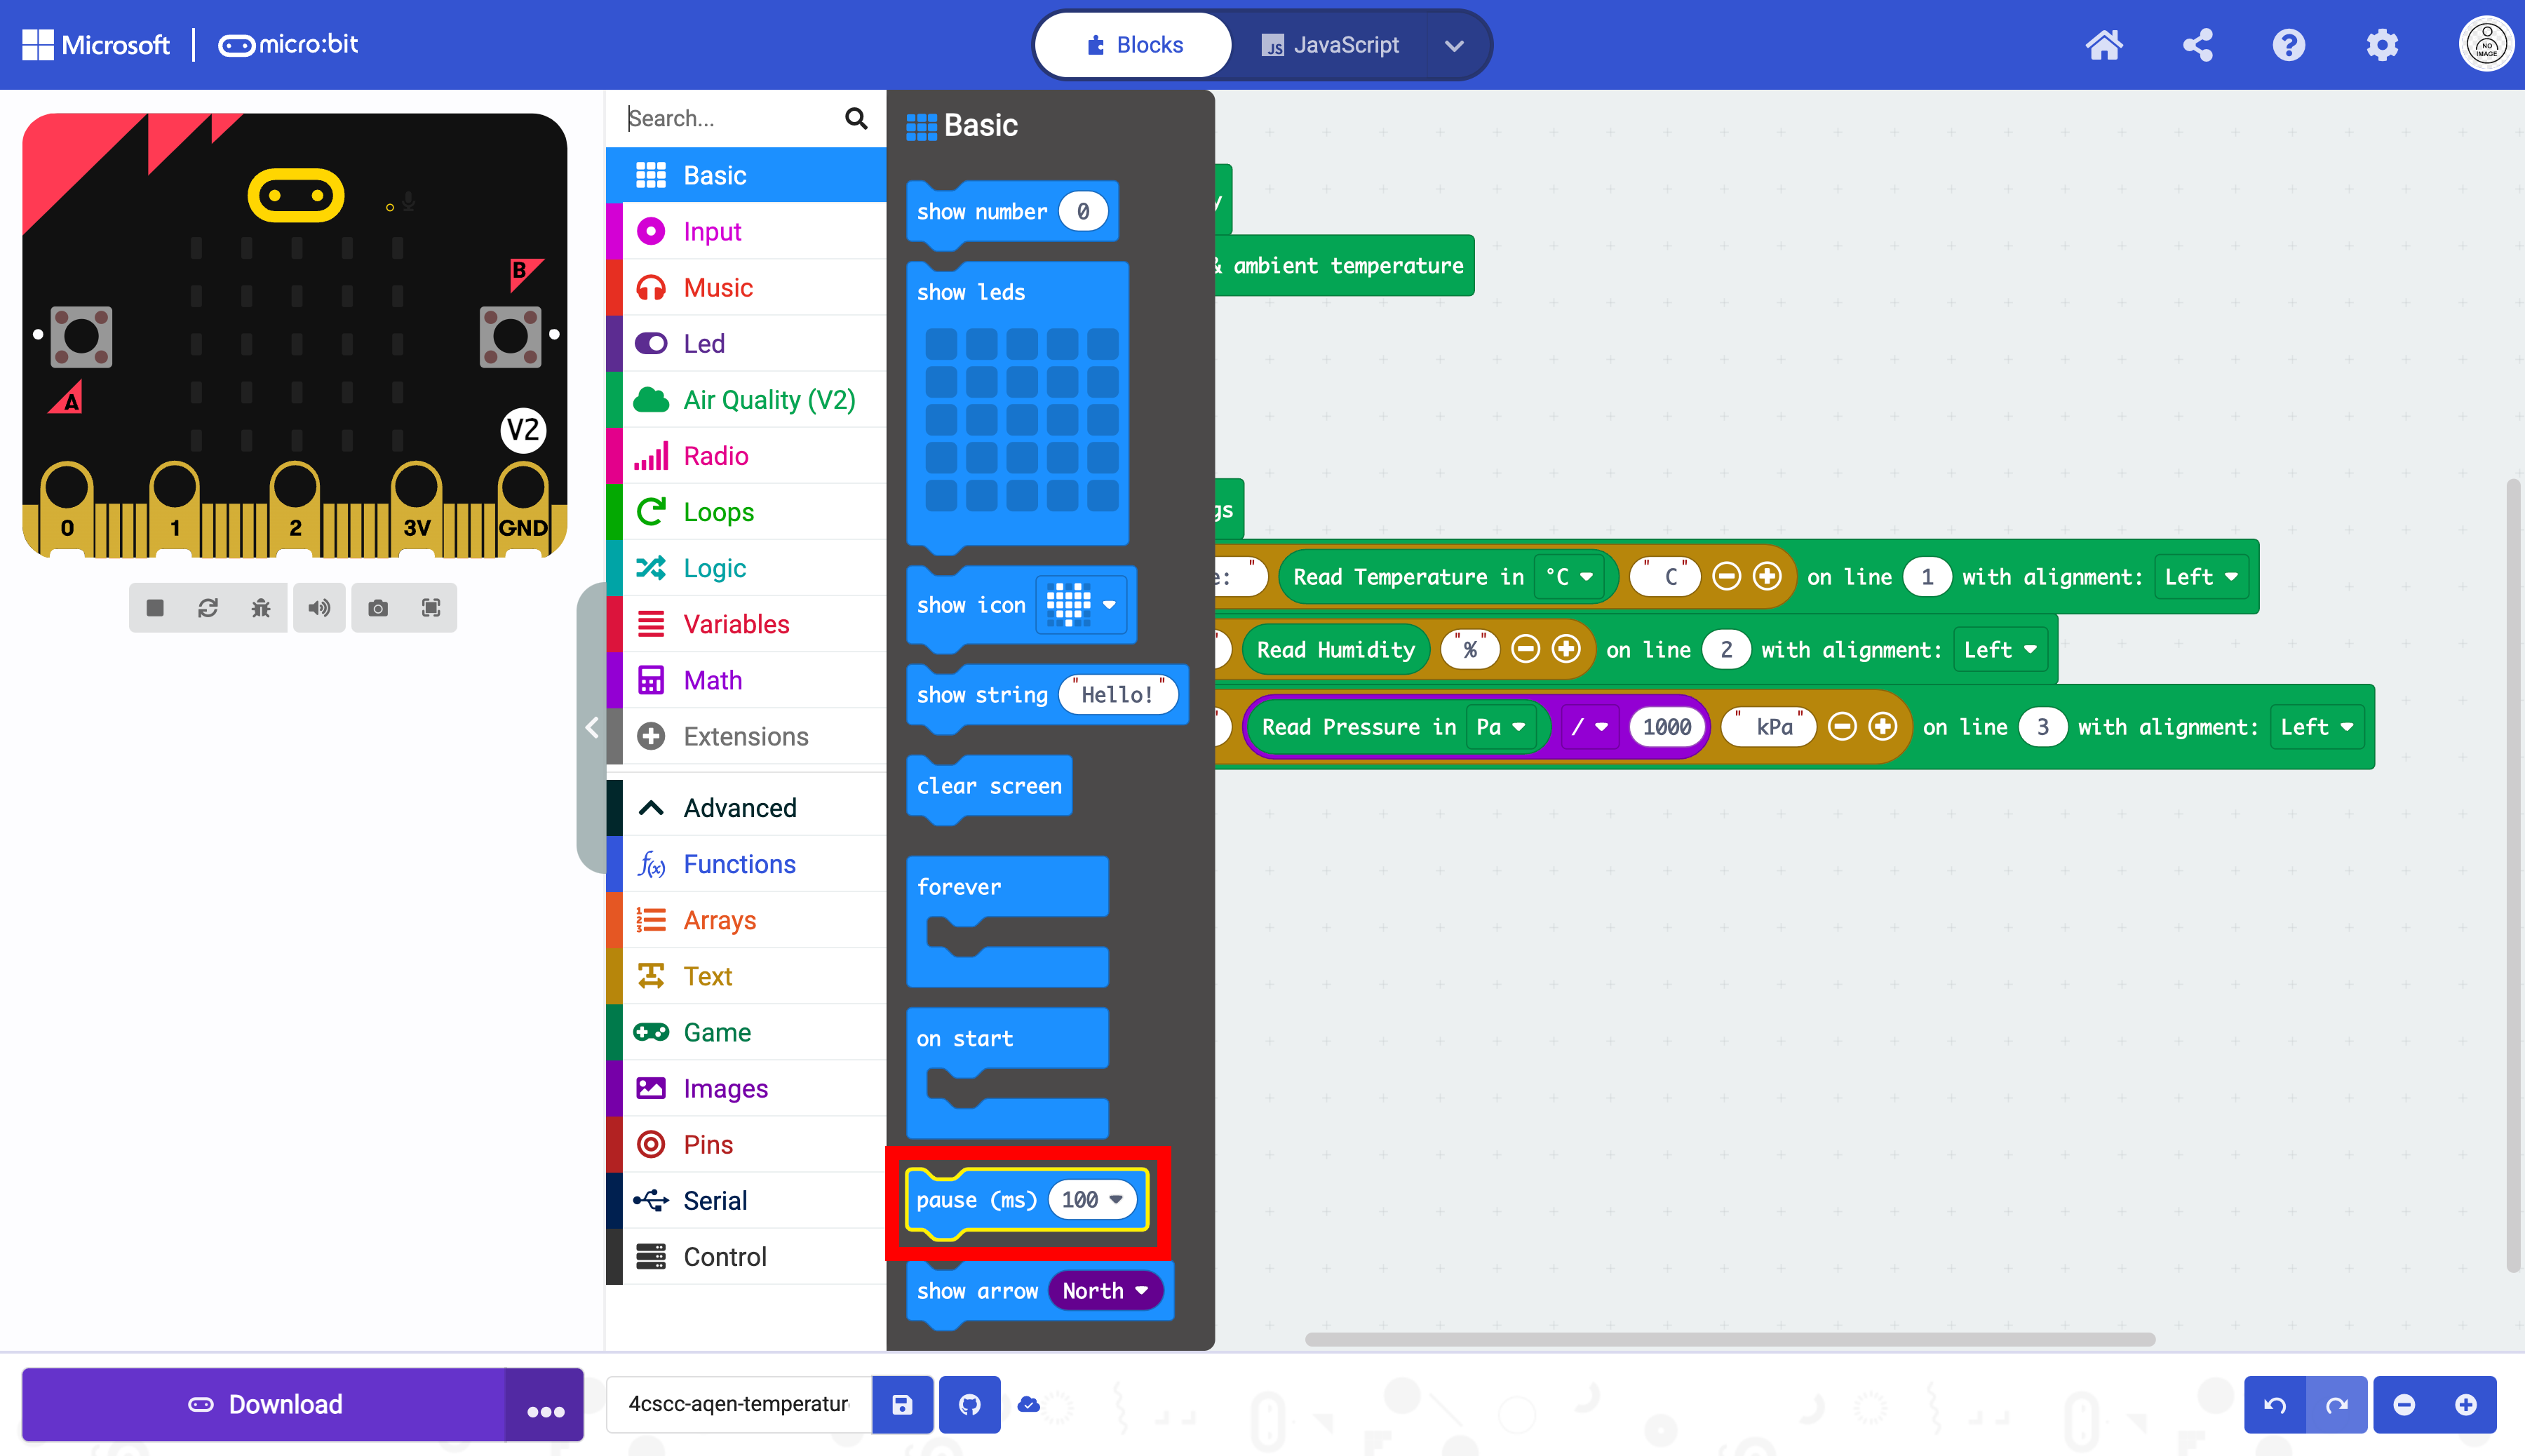 Microsoft | micro:bit
Blocks
JavaScript
NO IMAGE
Search...
Basic
Input
Music
Led
Air Quality (V2)
Radio
Loops
Logic
Variables
Math
Extensions
Advanced
Functions
Arrays
Text
Game
Images
Pins
Serial
Control
A
B
V2
0 1 2 3V GND
Basic
show number 0
show leds
show icon
show string "Hello!"
clear screen
forever
on start
pause (ms) 100
show arrow North
& ambient temperature
Read Temperature in °C " C" on line 1 with alignment: Left
Read Humidity "%" on line 2 with alignment: Left
Read Pressure in Pa / 1000 " kPa" on line 3 with alignment: Left
Download
4cscc-aqen-temperatur